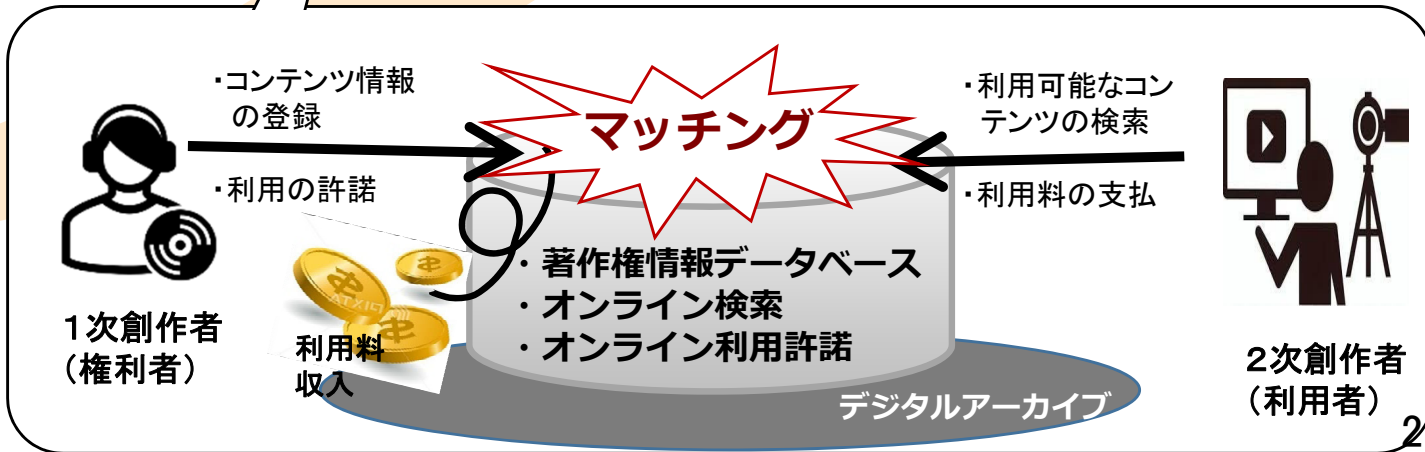 ・コンテンツ情報
の登録
・利用の許諾
1次創作者
(権利者)
利用料
収入
マッチング
・著作権情報データベース
・オンライン検索
・オンライン利用許諾
デジタルアーカイブ
・利用可能なコン
テンツの検索
・利用料の支払
2次創作者
(利用者)